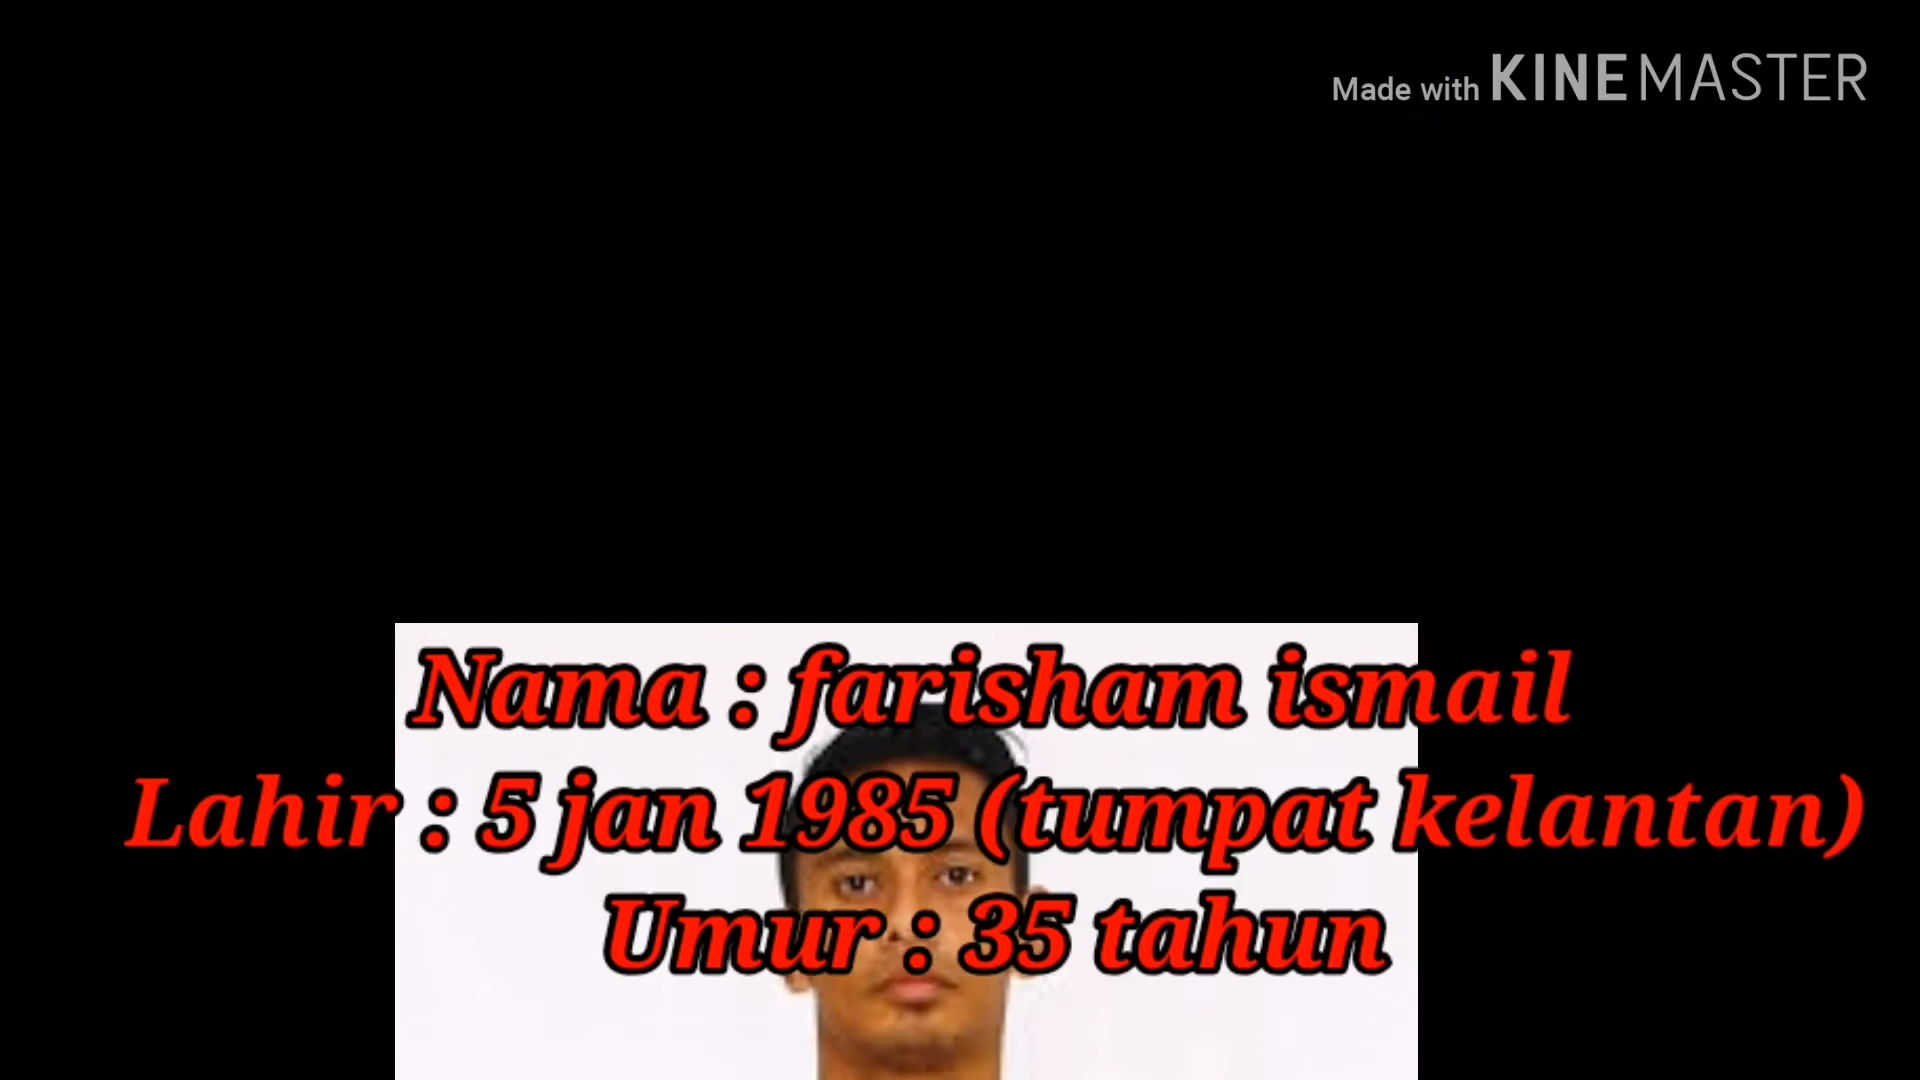 Made with KINEMASTER
Nama : farisham ismail
Lahir : 5 jan 1985 (tumpat kelantan)
Umur : 35 tahun